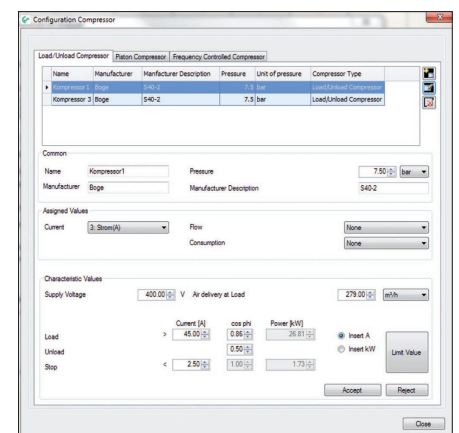 Configuration Compressor
Load/Unload Compressor Piston Compressor Frequency Controlled Compressor
Name Manufacturer Manfacturer Description Pressure Unit of pressure Compressor Type
Kompressor1 Boge S40-2 7.5 bar Load/Unload Compressor
Kompressor 3 Boge S40-2 7.5 bar Load/Unload Compressor
Common
Name Kompressor1 Pressure 7.50 bar
Manufacturer Boge Manufacturer Description S40-2
Assigned Values
Current 3: Strom(A) Flow None
Consumption None
Characteristic Values
Supply Voltage 400.00 V Air delivery at Load 279.00 m³/h
Current [A] cos phi Power [kW]
Load > 45.00 0.86 26.81 Insert A
Unload 0.50 Insert kW Limit Value
Stop < 2.50 1.00 1.73
Accept Reject
Close